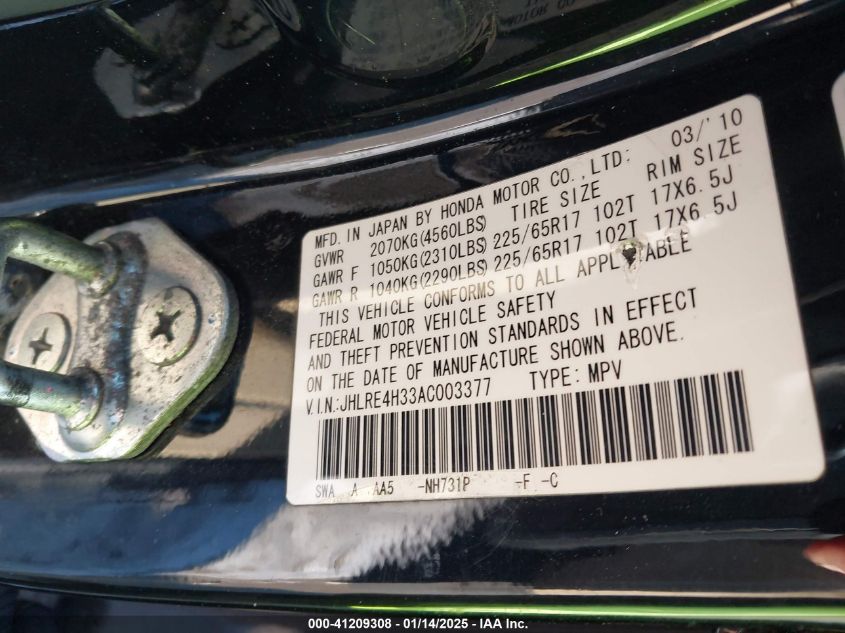 MOTOR CO
MFD. IN JAPAN BY HONDA MOTOR CO.,LTD: 03/'10
GVWR 2070KG(4560LBS) TIRE SIZE RIM SIZE
GAWR F 1050KG(2310LBS) 225/65R17 102T 17X6.5J
GAWR R 1040KG(2290LBS) 225/65R17 102T 17X6.5J
THIS VEHICLE CONFORMS TO ALL APPLICABLE
FEDERAL MOTOR VEHICLE SAFETY
AND THEFT PREVENTION STANDARDS IN EFFECT
ON THE DATE OF MANUFACTURE SHOWN ABOVE.
V.I.N:JHLRE4H33AC003377 TYPE: MPV
SWA A AA5 -NH731P -F -C
000-41209308 - 01/14/2025 - IAA Inc.